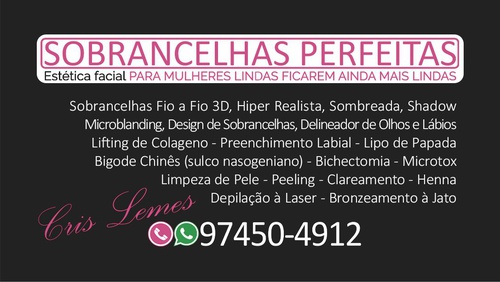 SOBRANCELHAS PERFEITAS
Estética facial PARA MULHERES LINDAS FICAREM AINDA MAIS LINDAS
Sobrancelhas Fio a Fio 3D, Hiper Realista, Sombreada, Shadow
Microblanding, Design de Sobrancelhas, Delineador de Olhos e Lábios
Lifting de Colageno - Preenchimento Labial - Lipo de Papada
Bigode Chinês (sulco nasogeniano) - Bichectomia - Microtox
Limpeza de Pele - Peeling - Clareamento - Henna
Depilação à Laser - Bronzeamento à Jato
Cris Lemes
97450-4912